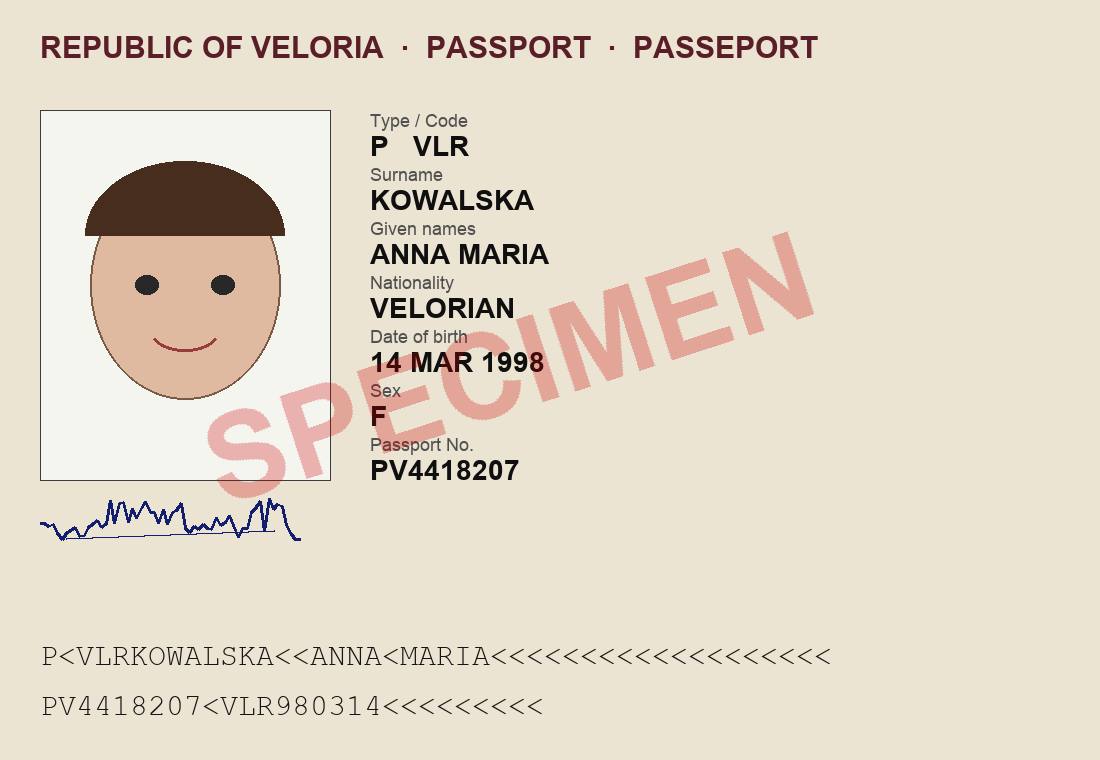 REPUBLIC OF VELORIA · PASSPORT · PASSEPORT
Type / Code
P VLR
Surname
KOWALSKA
Given names
ANNA MARIA
Nationality
VELORIAN
Date of birth
14 MAR 1998
Sex
F
Passport No.
PV4418207
SPECIMEN
P<VLRKOWALSKA<<ANNA<MARIA<<<<<<<<<<<<<<<<<<<
PV4418207<VLR980314<<<<<<<<<